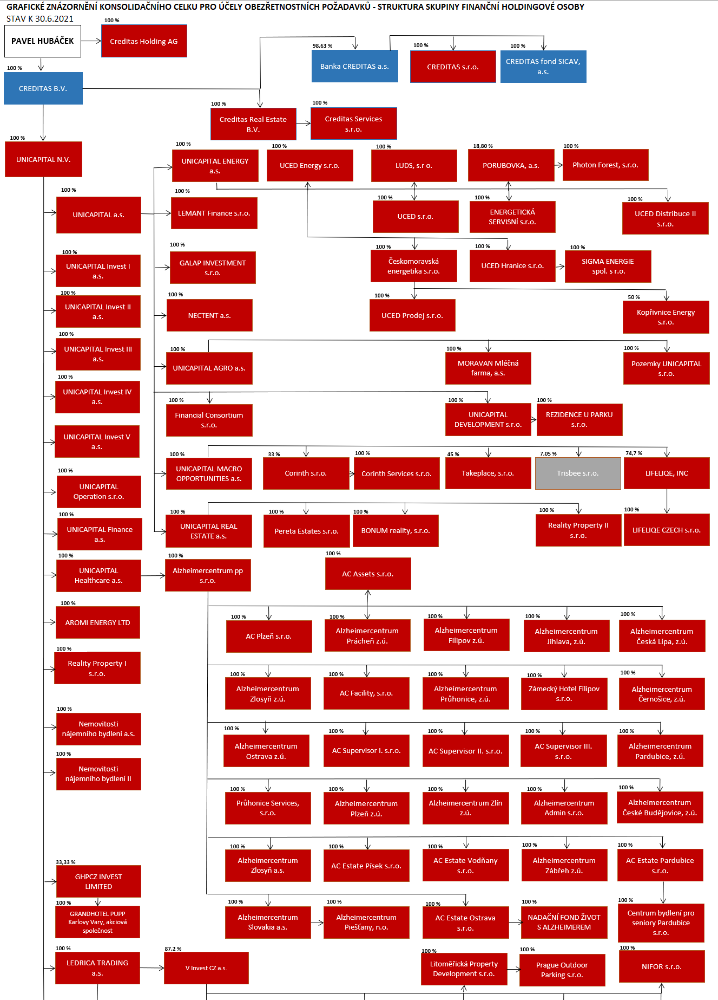 GRAFICKÉ ZNÁZORNĚNÍ KONSOLIDAČNÍHO CELKU PRO ÚČELY OBEZŘETNOSTNÍCH POŽADAVKŮ - STRUKTURA SKUPINY FINANČNÍ HOLDINGOVÉ OSOBY
STAV K 30.6.2021
PAVEL HUBÁČEK
100 %
Creditas Holding AG
98,63 %
Banka CREDITAS a.s.
100 %
CREDITAS s.r.o.
100 %
CREDITAS fond SICAV,
a.s.
100 %
CREDITAS B.V.
100 %
Creditas Real Estate
B.V.
100 %
Creditas Services
s.r.o.
100 %
UNICAPITAL N.V.
100 %
UNICAPITAL ENERGY
a.s.
100 %
UCED Energy s.r.o.
100 %
LUDS, s.r o.
18,80 %
PORUBOVKA, a.s.
100 %
Photon Forest, s.r.o.
100 %
UNICAPITAL a.s.
100 %
LEMANT Finance s.r.o.
100 %
UCED s.r.o.
100 %
ENERGETICKÁ
SERVISNÍ s.r.o.
100 %
UCED Distribuce II
s.r.o.
100 %
UNICAPITAL Invest I
a.s.
100 %
GALAP INVESTMENT
s.r.o.
100 %
Českomoravská
energetika s.r.o.
100 %
UCED Hranice s.r.o.
100 %
SIGMA ENERGIE
spol. s r.o.
100 %
UNICAPITAL Invest II
a.s.
100 %
NECTENT a.s.
100 %
UCED Prodej s.r.o.
50 %
Kopřivnice Energy
s.r.o.
100 %
UNICAPITAL Invest III
a.s.
100 %
UNICAPITAL AGRO a.s.
100 %
MORAVAN Mléčná
farma, a.s.
100 %
Pozemky UNICAPITAL
s.r.o.
100 %
UNICAPITAL Invest IV
a.s.
Financial Consortium
s.r.o.
100 %
UNICAPITAL
DEVELOPMENT s.r.o.
100 %
REZIDENCE U PARKU
s.r.o.
100 %
UNICAPITAL Invest V
a.s.
100 %
UNICAPITAL MACRO
OPPORTUNITIES a.s.
33 %
Corinth s.r.o.
100 %
Corinth Services s.r.o.
45 %
Takeplace, s.r.o.
7,05 %
Trisbee s.r.o.
74,7 %
LIFELIQE, INC
100 %
UNICAPITAL
Operation s.r.o.
100 %
UNICAPITAL REAL
ESTATE a.s.
100 %
Pereta Estates s.r.o.
100 %
BONUM reality, s.r.o.
100 %
Reality Property II
s.r.o.
100 %
LIFELIQE CZECH s.r.o.
100 %
UNICAPITAL Finance
a.s.
100 %
UNICAPITAL
Healthcare a.s.
100 %
Alzheimercentrum pp
s.r.o.
100 %
AC Assets s.r.o.
100 %
AROMI ENERGY LTD
100 %
AC Plzeň s.r.o.
100 %
Alzheimercentrum
Prácheň z.ú.
100 %
Alzheimercentrum
Filipov z.ú.
100 %
Alzheimercentrum
Jihlava, z.ú.
100 %
Alzheimercentrum
Česká Lípa, z.ú.
100 %
Reality Property I
s.r.o.
100 %
Alzheimercentrum
Zlosyň z.ú.
100 %
AC Facility, s.r.o.
100 %
Alzheimercentrum
Průhonice, z.ú.
100 %
Zámecký Hotel Filipov
s.r.o.
100 %
Alzheimercentrum
Černošice, z.ú.
100 %
Nemovitosti
nájemního bydlení a.s.
100 %
Alzheimercentrum
Ostrava z.ú.
100 %
AC Supervisor I. s.r.o.
100 %
AC Supervisor II. s.r.o.
100 %
AC Supervisor III.
s.r.o.
100 %
Alzheimercentrum
Pardubice, z.ú.
100 %
Nemovitosti
nájemního bydlení II
100 %
Průhonice Services,
s.r.o.
100 %
Alzheimercentrum
Plzeň z.ú.
100 %
Alzheimercentrum Zlín
z.ú.
100 %
Alzheimercentrum
Admin s.r.o.
100 %
Alzheimercentrum
České Budějovice, z.ú.
33,33 %
GHPCZ INVEST
LIMITED
100 %
Alzheimercentrum
Zlosyň a.s.
100 %
AC Estate Písek s.r.o.
100 %
AC Estate Vodňany
s.r.o.
100 %
Alzheimercentrum
Zábřeh z.ú.
100 %
AC Estate Pardubice
s.r.o.
100 %
GRANDHOTEL PUPP
Karlovy Vary, akciová
společnost
100 %
Alzheimercentrum
Slovakia a.s.
100 %
Alzheimercentrum
Piešťany, n.o.
100 %
AC Estate Ostrava
s.r.o.
100 %
NADAČNÍ FOND ŽIVOT
S ALZHEIMEREM
100 %
Centrum bydlení pro
seniory Pardubice
s.r.o.
100 %
LEDRICA TRADING
a.s.
87,2 %
V Invest CZ a.s.
100 %
Litoměřická Property
Development s.r.o.
100 %
Prague Outdoor
Parking s.r.o.
100 %
NIFOR s.r.o.